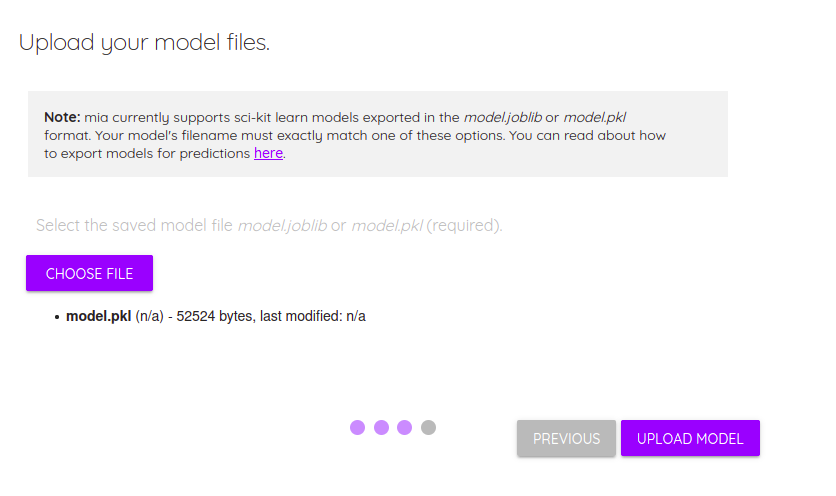 Upload your model files.
Note: mia currently supports sci-kit learn models exported in the model.joblib or model.pkl
format. Your model's filename must exactly match one of these options. You can read about how
to export models for predictions here.
Select the saved model file model.joblib or model.pkl (required).
CHOOSE FILE
• model.pkl (n/a) - 52524 bytes, last modified: n/a
PREVIOUS
UPLOAD MODEL